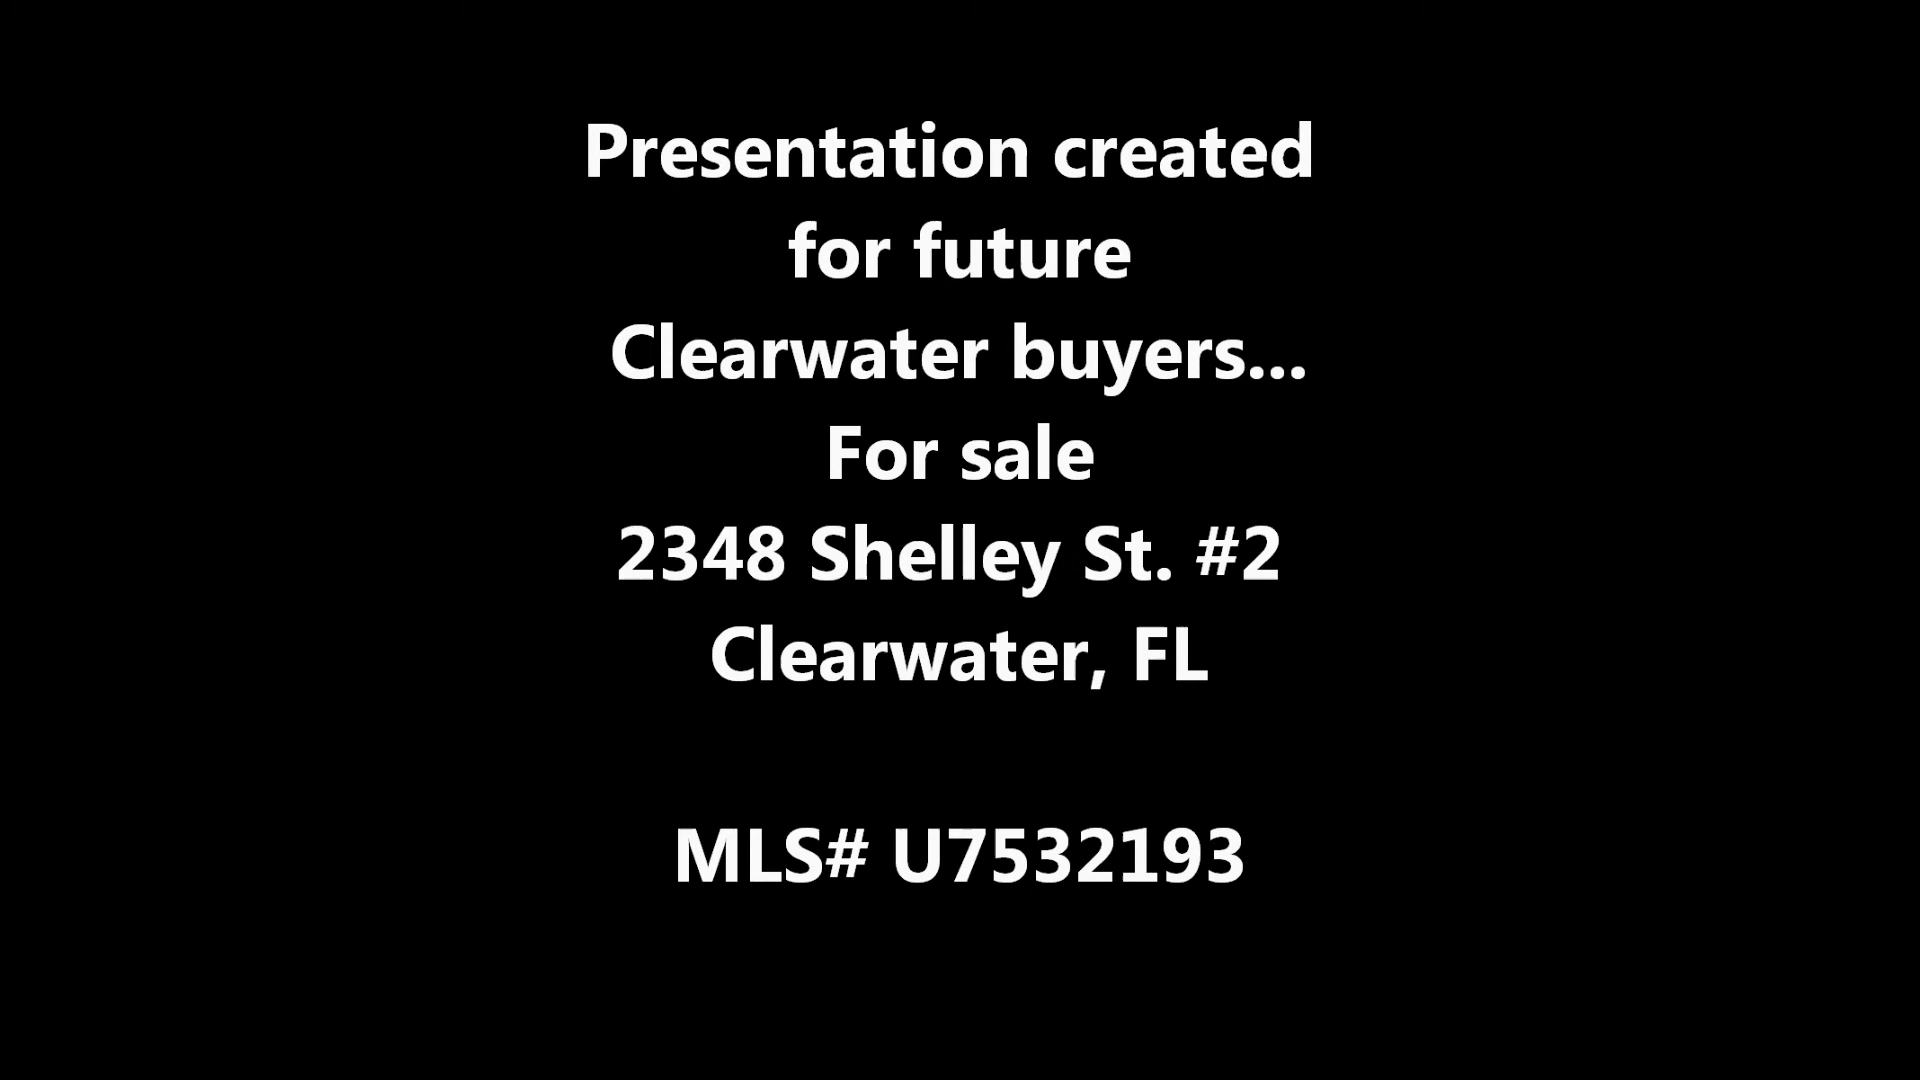 Presentation created
for future
Clearwater buyers...
For sale
2348 Shelley St. #2
Clearwater, FL
MLS# U7532193